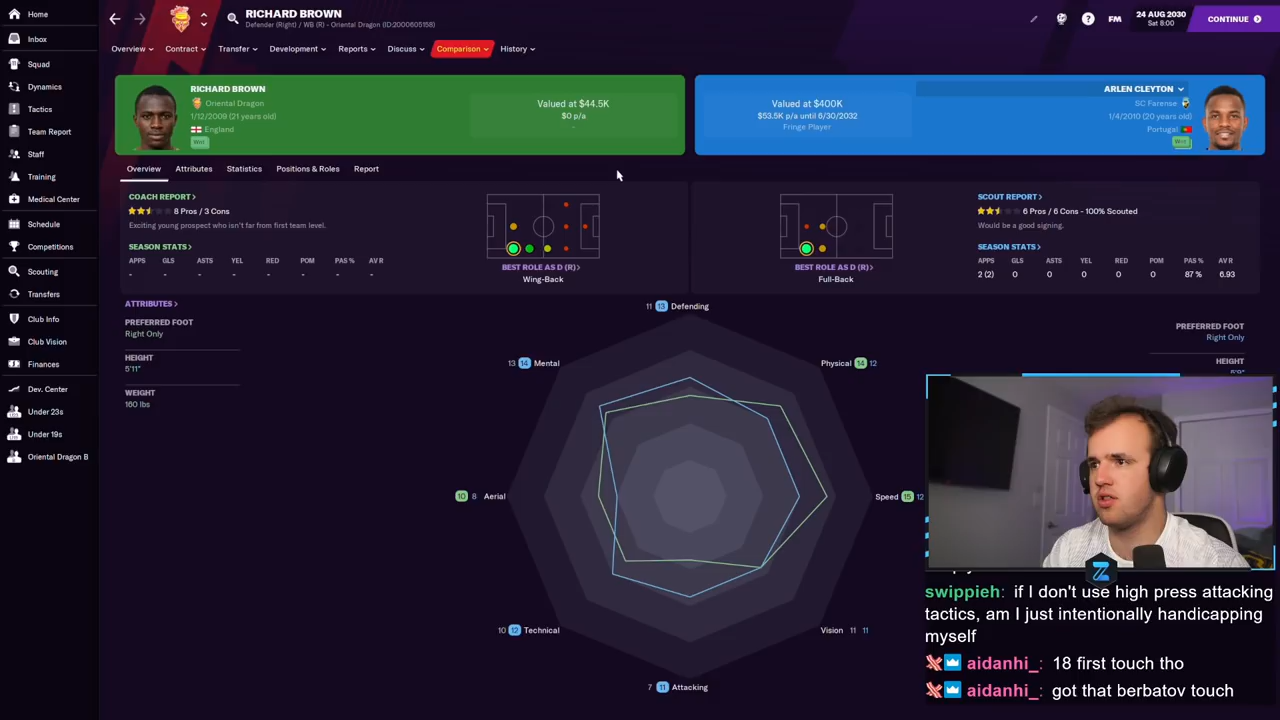 Home
Inbox
Squad
Dynamics
Tactics
Team Report
Staff
Training
Medical Center
Schedule
Competitions
Scouting
Transfers
Club Info
Club Vision
Finances
Dev. Center
Under 23s
Under 19s
Oriental Dragon B
RICHARD BROWN
Defender (Right) / WB (R) - Oriental Dragon (ID:2000605158)
FM
24 AUG 2030
Sat 8:00
CONTINUE
Overview
Contract
Transfer
Development
Reports
Discuss
Comparison
History
RICHARD BROWN
Oriental Dragon
1/12/2009 (21 years old)
England
Wnt
Valued at $44.5K
$0 p/a
-
Valued at $400K
$53.5K p/a until 6/30/2032
Fringe Player
ARLEN CLEYTON
SC Farense
1/4/2010 (20 years old)
Portugal
Wnt
Overview
Attributes
Statistics
Positions & Roles
Report
COACH REPORT >
8 Pros / 3 Cons
Exciting young prospect who isn't far from first team level.
SEASON STATS >
APPS GLS ASTS YEL RED POM PAS % AV R
- - - - - - - -
BEST ROLE AS D (R) >
Wing-Back
BEST ROLE AS D (R) >
Full-Back
SCOUT REPORT >
6 Pros / 6 Cons - 100% Scouted
Would be a good signing.
SEASON STATS >
APPS GLS ASTS YEL RED POM PAS % AV R
2 (2) 0 0 0 0 0 87 % 6.93
ATTRIBUTES >
PREFERRED FOOT
Right Only
HEIGHT
5'11"
WEIGHT
160 lbs
11 13 Defending
13 14 Mental
Physical 14 12
10 8 Aerial
Speed 15 12
10 12 Technical
Vision 11 11
7 11 Attacking
PREFERRED FOOT
Right Only
HEIGHT
swippieh: if I don't use high press attacking
tactics, am I just intentionally handicapping
myself
aidanhi_: 18 first touch tho
aidanhi_: got that berbatov touch